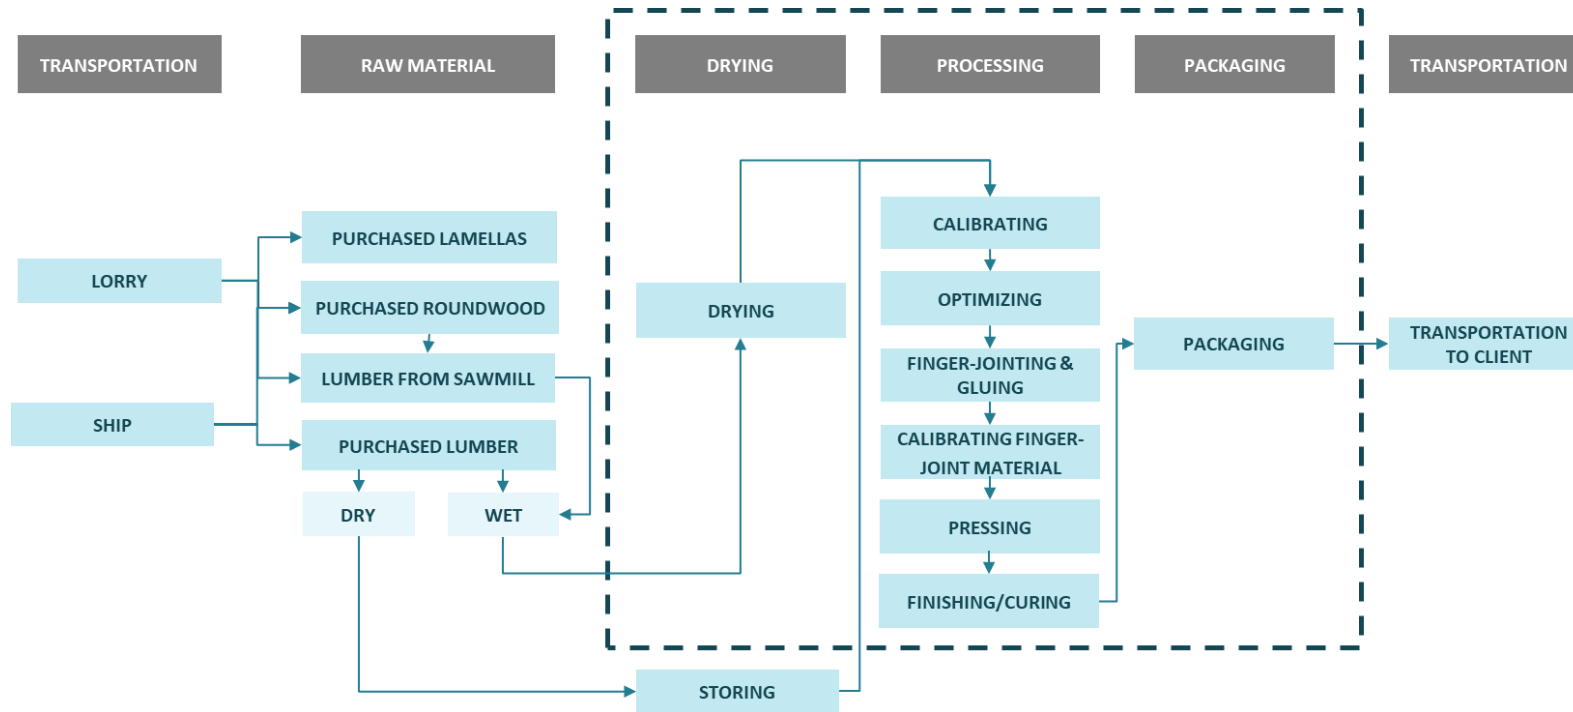 TRANSPORTATION
RAW MATERIAL
DRYING
PROCESSING
PACKAGING
TRANSPORTATION
LORRY
SHIP
PURCHASED LAMELLAS
PURCHASED ROUNDWOOD
LUMBER FROM SAWMILL
PURCHASED LUMBER
DRY
WET
DRYING
STORING
CALIBRATING
OPTIMIZING
FINGER-JOINTING &
GLUING
CALIBRATING FINGER-
JOINT MATERIAL
PRESSING
FINISHING/CURING
PACKAGING
TRANSPORTATION
TO CLIENT